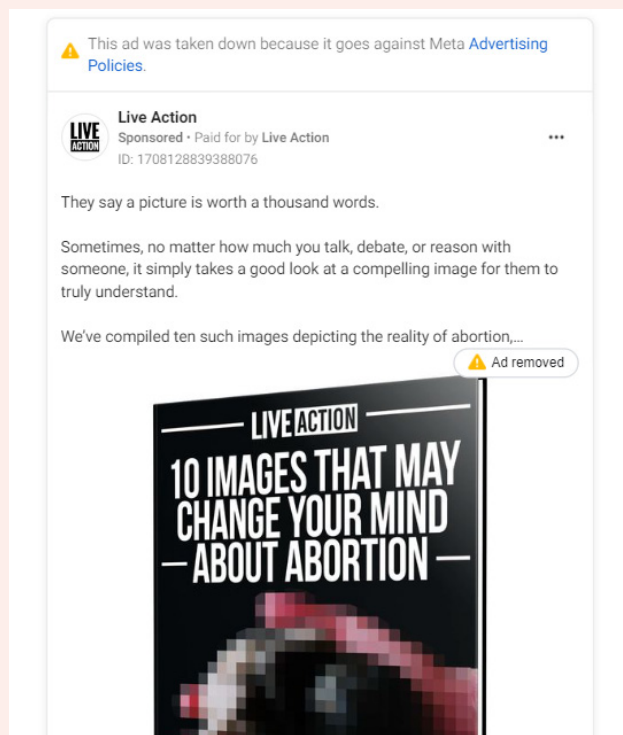 This ad was taken down because it goes against Meta Advertising
Policies.
LIVE
ACTION
Live Action
Sponsored • Paid for by Live Action
ID: 1708128839388076
They say a picture is worth a thousand words.
Sometimes, no matter how much you talk, debate, or reason with
someone, it simply takes a good look at a compelling image for them to
truly understand.
We've compiled ten such images depicting the reality of abortion,...
Ad removed
LIVE ACTION
10 IMAGES THAT MAY
CHANGE YOUR MIND
ABOUT ABORTION